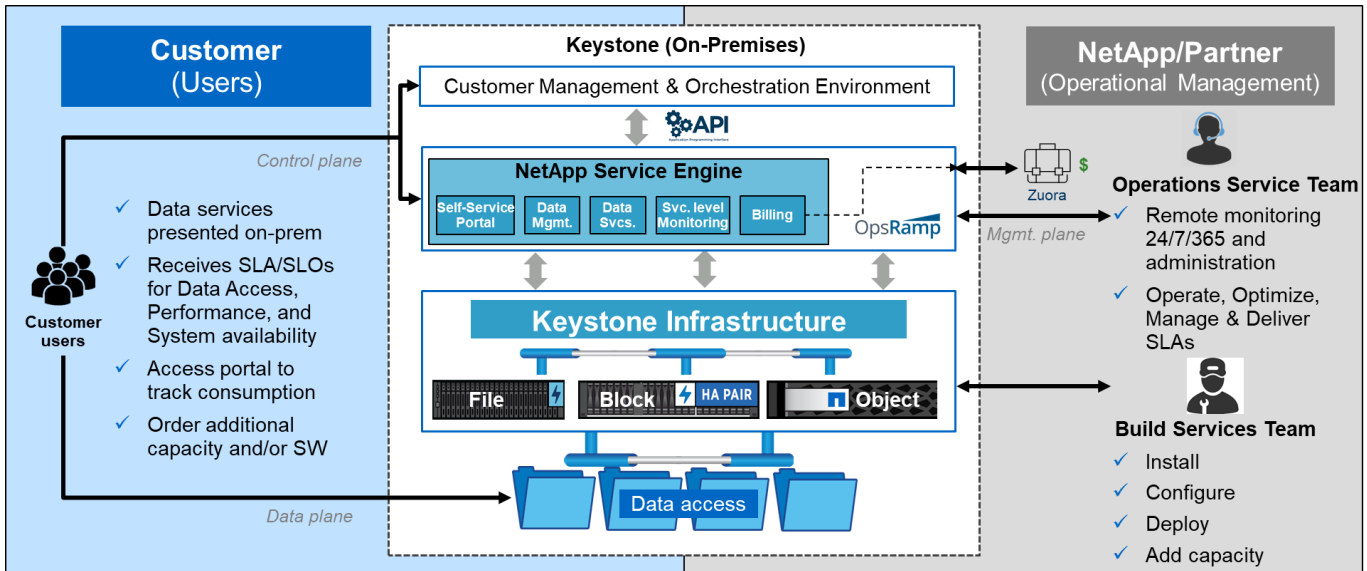 Customer
(Users)
Control plane
Data services
presented on-prem
Receives SLA/SLOs
for Data Access,
Performance, and
System availability
Access portal to
track consumption
Order additional
capacity and/or SW
Customer
users
Data plane
Keystone (On-Premises)
Customer Management & Orchestration Environment
API
Application Programming Interface
NetApp Service Engine
Self-Service
Portal
Data
Mgmt.
Data
Svcs.
Svc. level
Monitoring
Billing
OpsRamp
Keystone Infrastructure
File
Block
HA PAIR
Object
Data access
NetApp/Partner
(Operational Management)
$
Zuora
Mgmt. plane
Operations Service Team
Remote monitoring
24/7/365 and
administration
Operate, Optimize,
Manage & Deliver
SLAs
Build Services Team
Install
Configure
Deploy
Add capacity